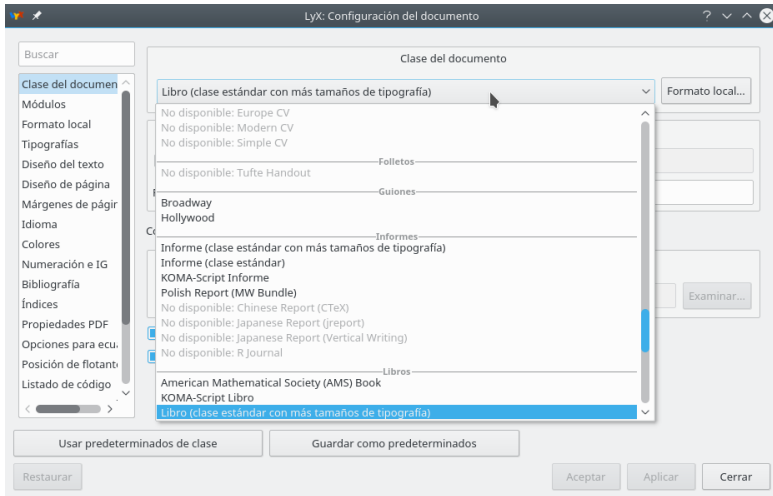 LyX: Configuración del documento
Buscar
Clase del documen
Módulos
Formato local
Tipografías
Diseño del texto
Diseño de página
Márgenes de págir
Idioma
Colores
Numeración e IG
Bibliografía
Índices
Propiedades PDF
Opciones para ecu
Posición de flotant
Listado de código
Clase del documento
Libro (clase estándar con más tamaños de tipografía)
Formato local...
No disponible: Europe CV
No disponible: Modern CV
No disponible: Simple CV
Folletos
No disponible: Tufte Handout
Guiones
Broadway
Hollywood
Informes
Informe (clase estándar con más tamaños de tipografía)
Informe (clase estándar)
KOMA-Script Informe
Polish Report (MW Bundle)
No disponible: Chinese Report (CTeX)
No disponible: Japanese Report (jreport)
No disponible: Japanese Report (Vertical Writing)
No disponible: R Journal
Libros
American Mathematical Society (AMS) Book
KOMA-Script Libro
Libro (clase estándar con más tamaños de tipografía)
Examinar...
Usar predeterminados de clase
Guardar como predeterminados
Restaurar
Aceptar
Aplicar
Cerrar